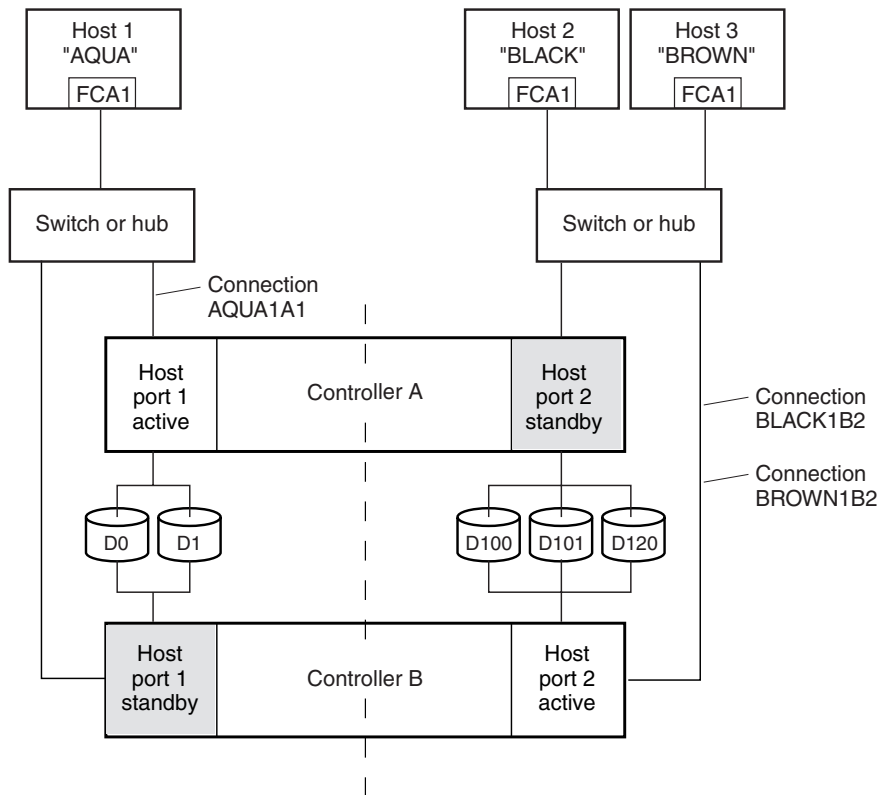 Host 1
"AQUA"
FCA1
Host 2
"BLACK"
FCA1
Host 3
"BROWN"
FCA1
Switch or hub
Switch or hub
Connection
AQUA1A1
Host
port 1
active
Controller A
Host
port 2
standby
Connection
BLACK1B2
Connection
BROWN1B2
D0
D1
D100
D101
D120
Host
port 1
standby
Controller B
Host
port 2
active